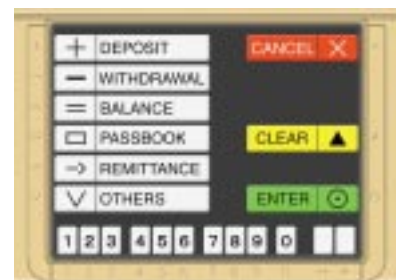 + DEPOSIT
CANCEL ×
− WITHDRAWAL
= BALANCE
PASSBOOK
CLEAR ▲
→ REMITTANCE
OTHERS
ENTER ⊙
1 2 3 4 5 6 7 8 9 0